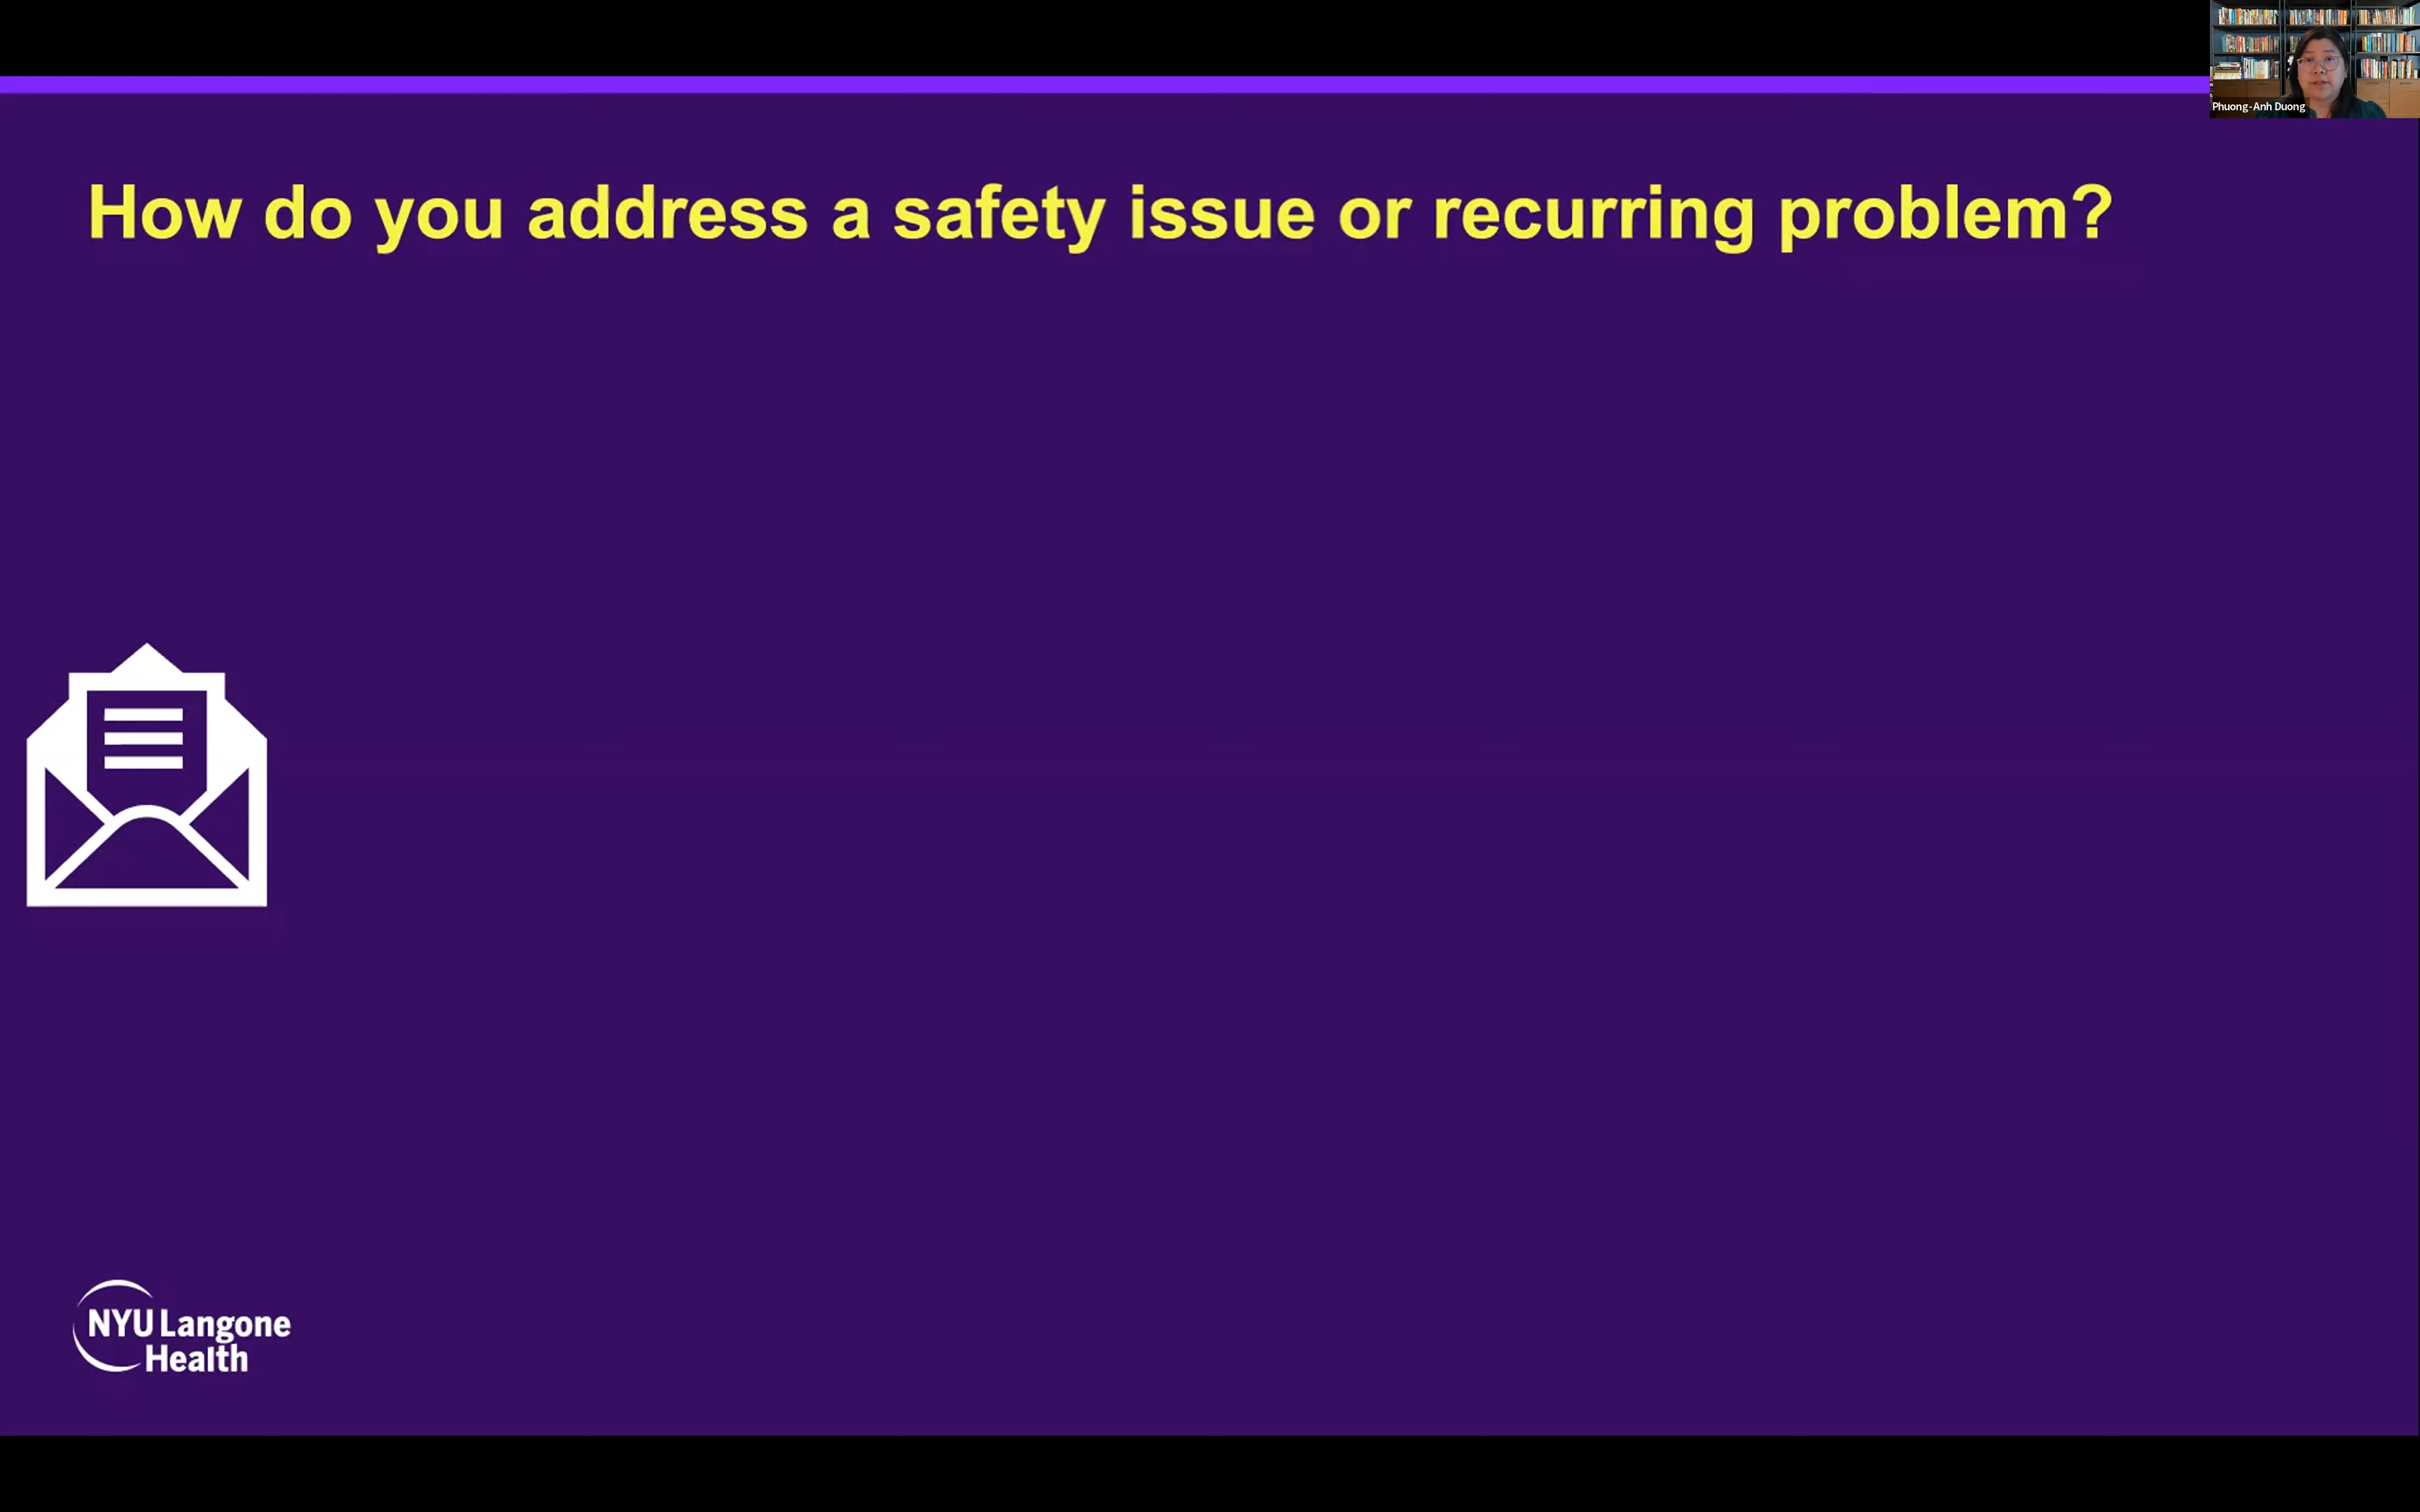 Phuong-Anh Duong
How do you address a safety issue or recurring problem?
NYU Langone
Health